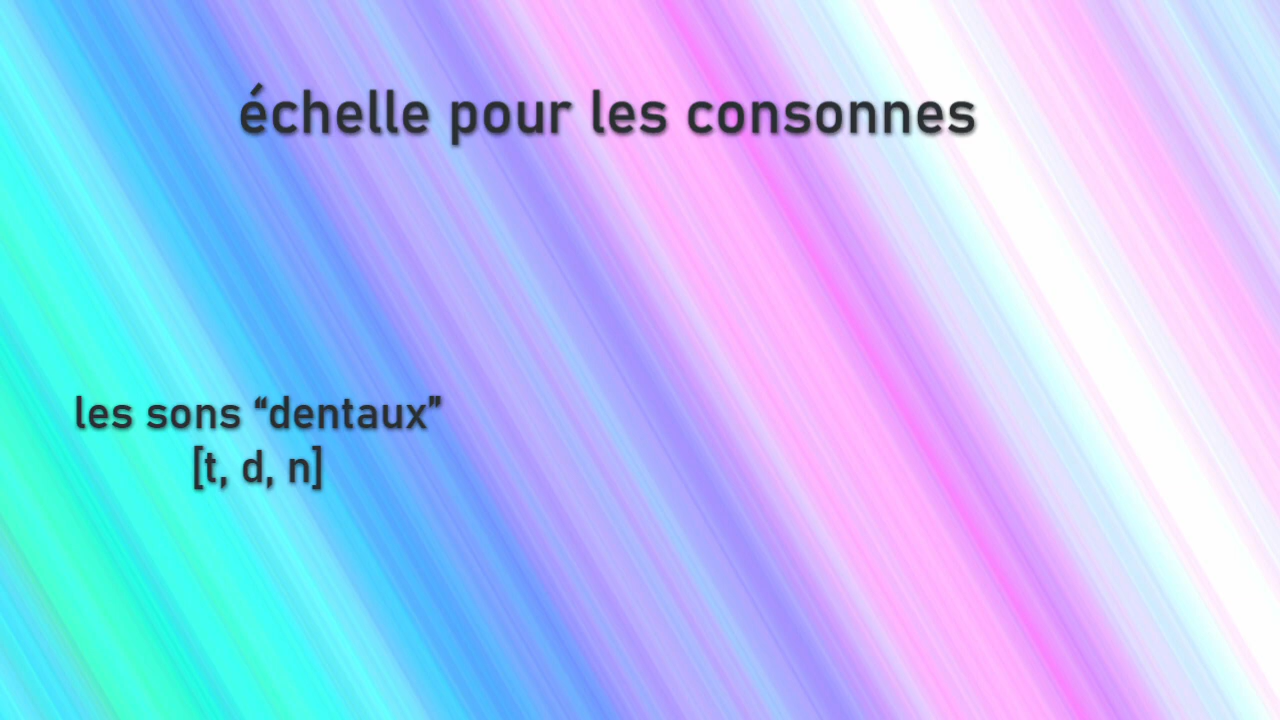 échelle pour les consonnes
les sons “dentaux”
[t, d, n]